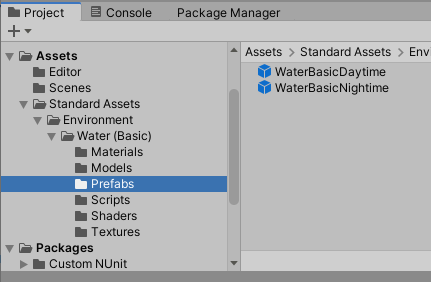 Project
Console
Package Manager
Assets
Editor
Scenes
Standard Assets
Environment
Water (Basic)
Materials
Models
Prefabs
Scripts
Shaders
Textures
Packages
Custom NUnit
Assets > Standard Assets > Env
WaterBasicDaytime
WaterBasicNightime